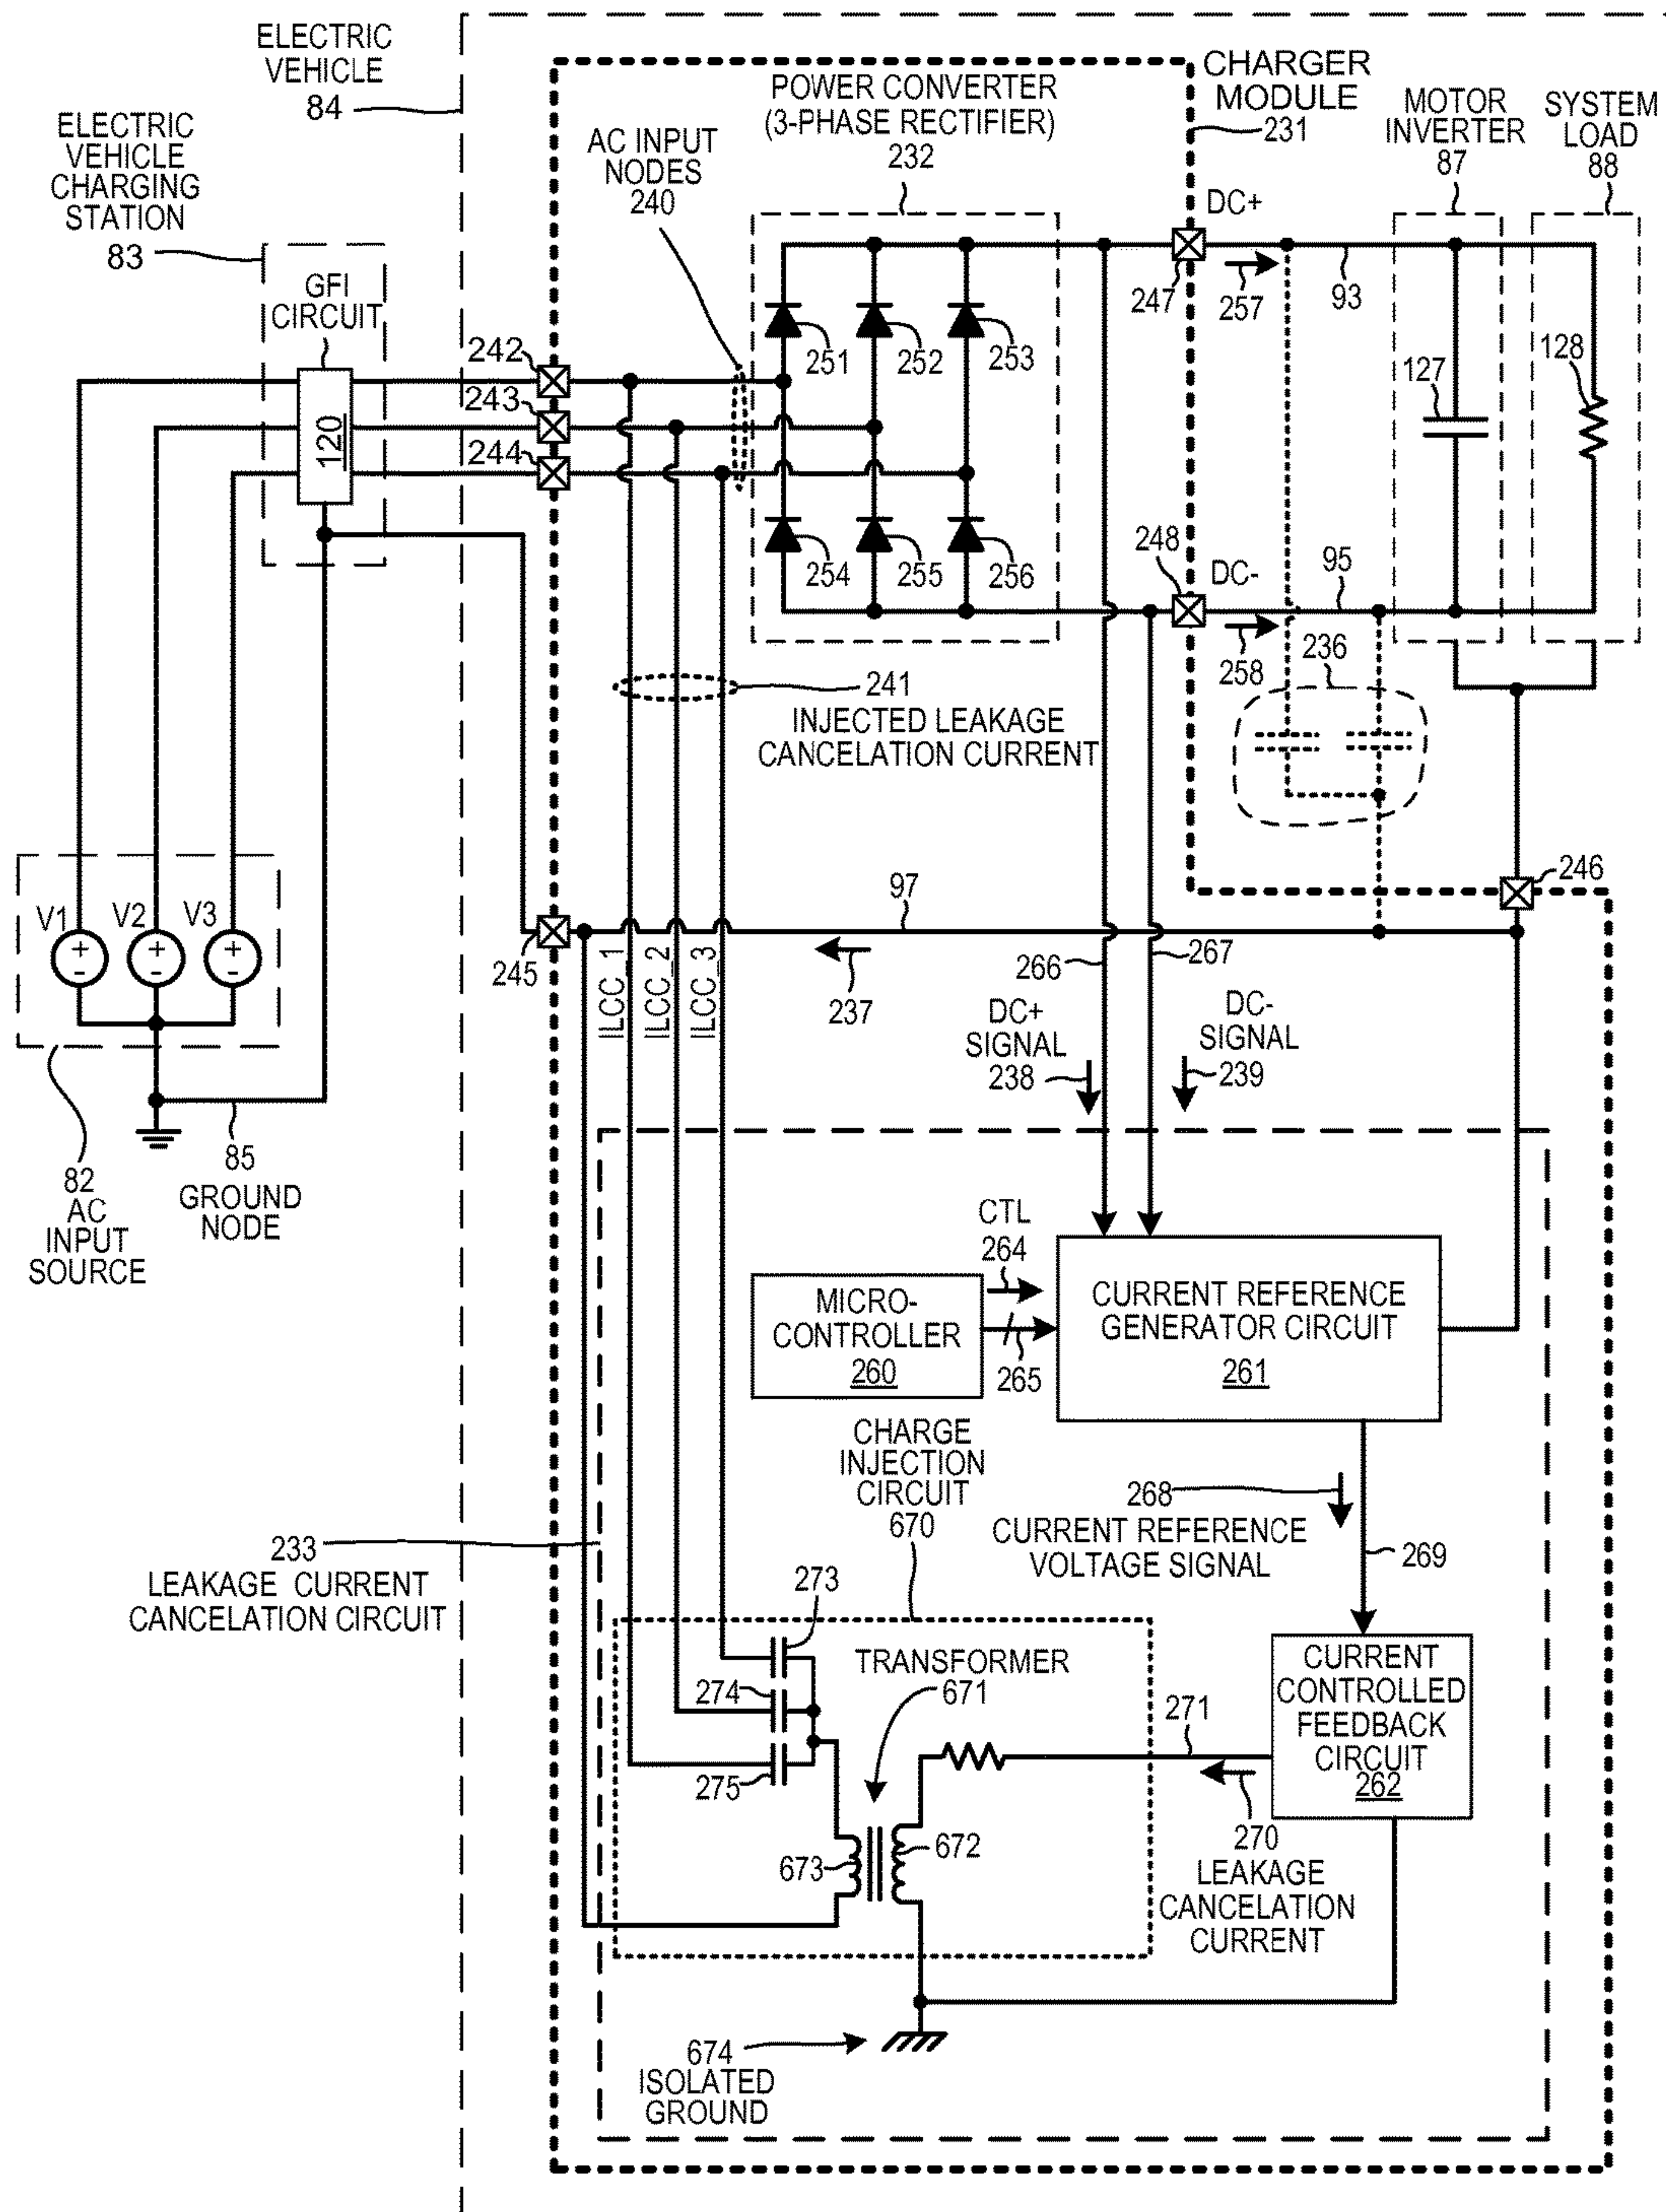 ELECTRIC
VEHICLE
84
ELECTRIC
VEHICLE
CHARGING
STATION
83
GFI
CIRCUIT
120
AC INPUT
NODES
240
POWER CONVERTER
(3-PHASE RECTIFIER)
232
CHARGER
MODULE
231
MOTOR
INVERTER
87
SYSTEM
LOAD
88
DC+
247
257
93
242
243
244
251
252
253
127
128
254
255
256
248
DC-
95
258
236
241
INJECTED LEAKAGE
CANCELATION CURRENT
V1
V2
V3
+
-
+
-
+
-
245
97
246
237
ILCC_1
ILCC_2
ILCC_3
266
267
DC+
SIGNAL
238
DC-
SIGNAL
239
82
AC
INPUT
SOURCE
85
GROUND
NODE
CTL
264
265
MICRO-
CONTROLLER
260
CURRENT REFERENCE
GENERATOR CIRCUIT
261
CHARGE
INJECTION
CIRCUIT
670
268
CURRENT REFERENCE
VOLTAGE SIGNAL
269
233
LEAKAGE CURRENT
CANCELATION CIRCUIT
273
274
275
TRANSFORMER
671
271
CURRENT
CONTROLLED
FEEDBACK
CIRCUIT
262
673
672
270
LEAKAGE
CANCELATION
CURRENT
674
ISOLATED
GROUND